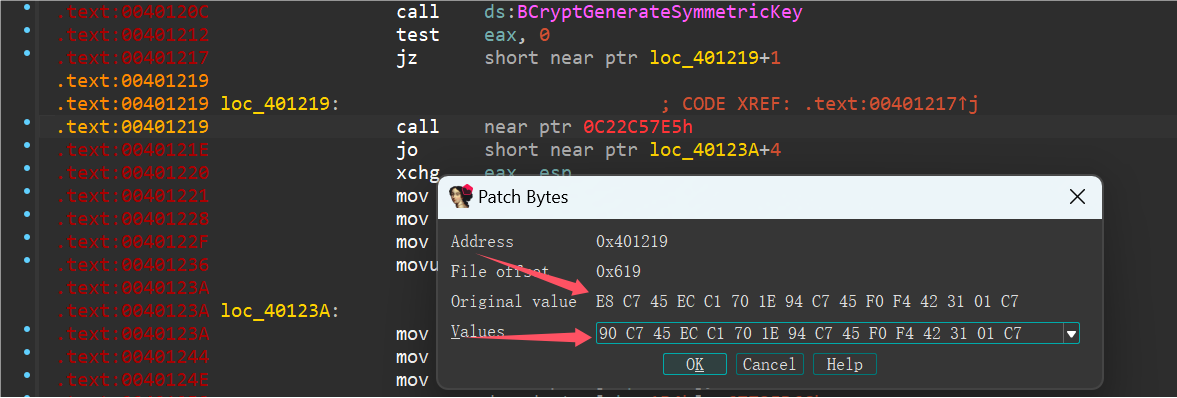 .text:0040120C call ds:BCryptGenerateSymmetricKey
.text:00401212 test eax, 0
.text:00401217 jz short near ptr loc_401219+1
.text:00401219
.text:00401219 loc_401219: ; CODE XREF: .text:00401217↑j
.text:00401219 call near ptr 0C22C57E5h
.text:0040121E jo short near ptr loc_40123A+4
.text:00401220 xchg eax, esp
.text:00401221 mov
.text:00401228 mov
.text:0040122F mov
.text:00401236 movu
.text:0040123A
.text:0040123A loc_40123A:
.text:0040123A mov
.text:00401244 mov
.text:0040124E mov
Patch Bytes
Address 0x401219
File offset 0x619
Original value E8 C7 45 EC C1 70 1E 94 C7 45 F0 F4 42 31 01 C7
Values 90 C7 45 EC C1 70 1E 94 C7 45 F0 F4 42 31 01 C7
OK Cancel Help